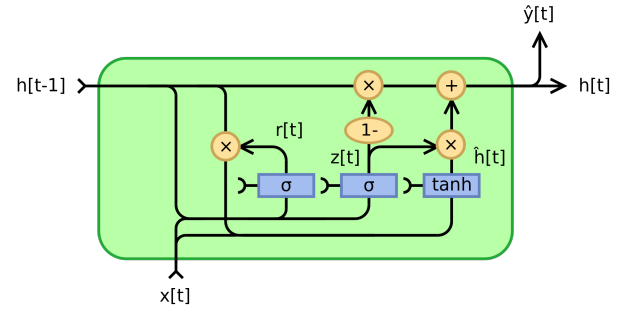 ŷ[t]
h[t-1]
×
+
h[t]
1-
r[t]
×
z[t]
×
ĥ[t]
σ
σ
tanh
x[t]